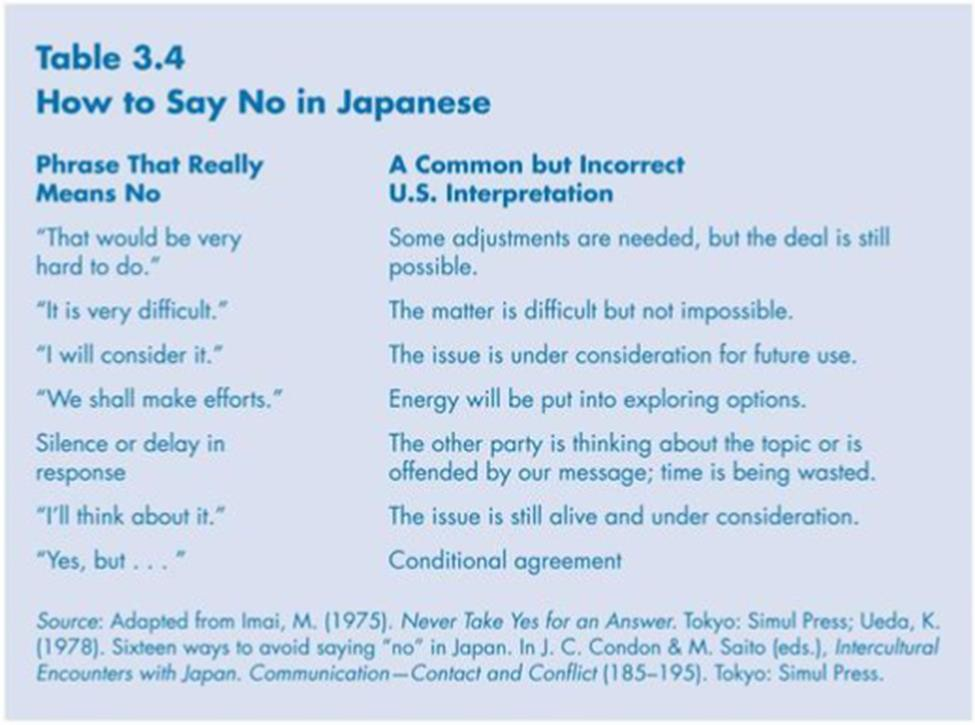 Table 3.4
How to Say No in Japanese
Phrase That Really Means No
A Common but Incorrect U.S. Interpretation
“That would be very hard to do.”
Some adjustments are needed, but the deal is still possible.
“It is very difficult.”
The matter is difficult but not impossible.
“I will consider it.”
The issue is under consideration for future use.
“We shall make efforts.”
Energy will be put into exploring options.
Silence or delay in response
The other party is thinking about the topic or is offended by our message; time is being wasted.
“I’ll think about it.”
The issue is still alive and under consideration.
“Yes, but . . . ”
Conditional agreement
Source: Adapted from Imai, M. (1975). Never Take Yes for an Answer. Tokyo: Simul Press; Ueda, K.
(1978). Sixteen ways to avoid saying “no” in Japan. In J. C. Condon & M. Saito (eds.), Intercultural
Encounters with Japan. Communication—Contact and Conflict (185–195). Tokyo: Simul Press.